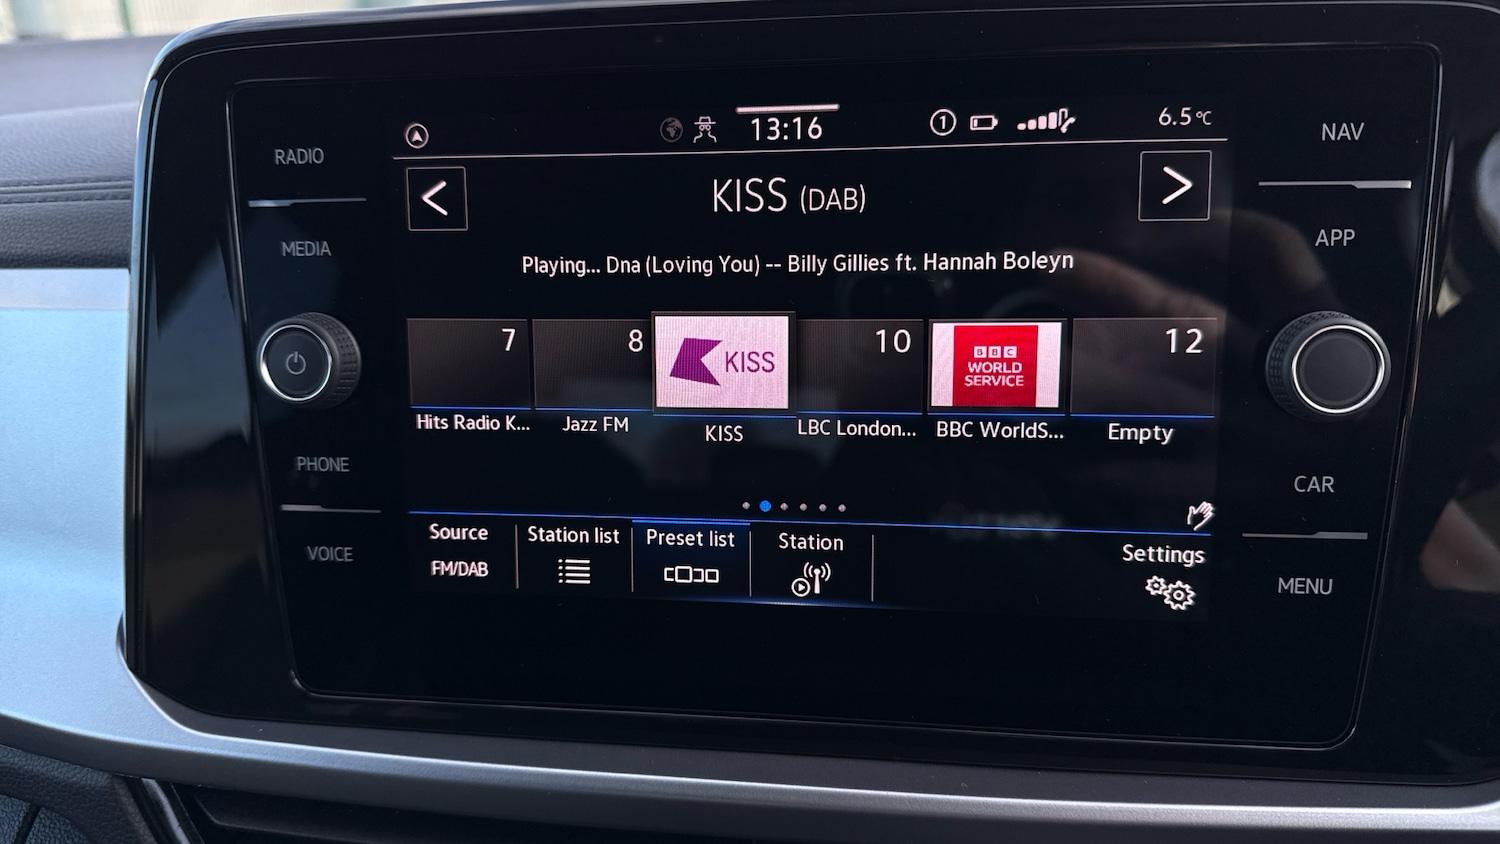 13:16
1
6.5°C
RADIO
NAV
KISS (DAB)
MEDIA
APP
Playing... Dna (Loving You) -- Billy Gillies ft. Hannah Boleyn
7
8
KISS
10
BBC
WORLD
SERVICE
12
Hits Radio K...
Jazz FM
KISS
LBC London...
BBC WorldS...
Empty
PHONE
CAR
VOICE
Source
FM/DAB
Station list
Preset list
Station
Settings
MENU